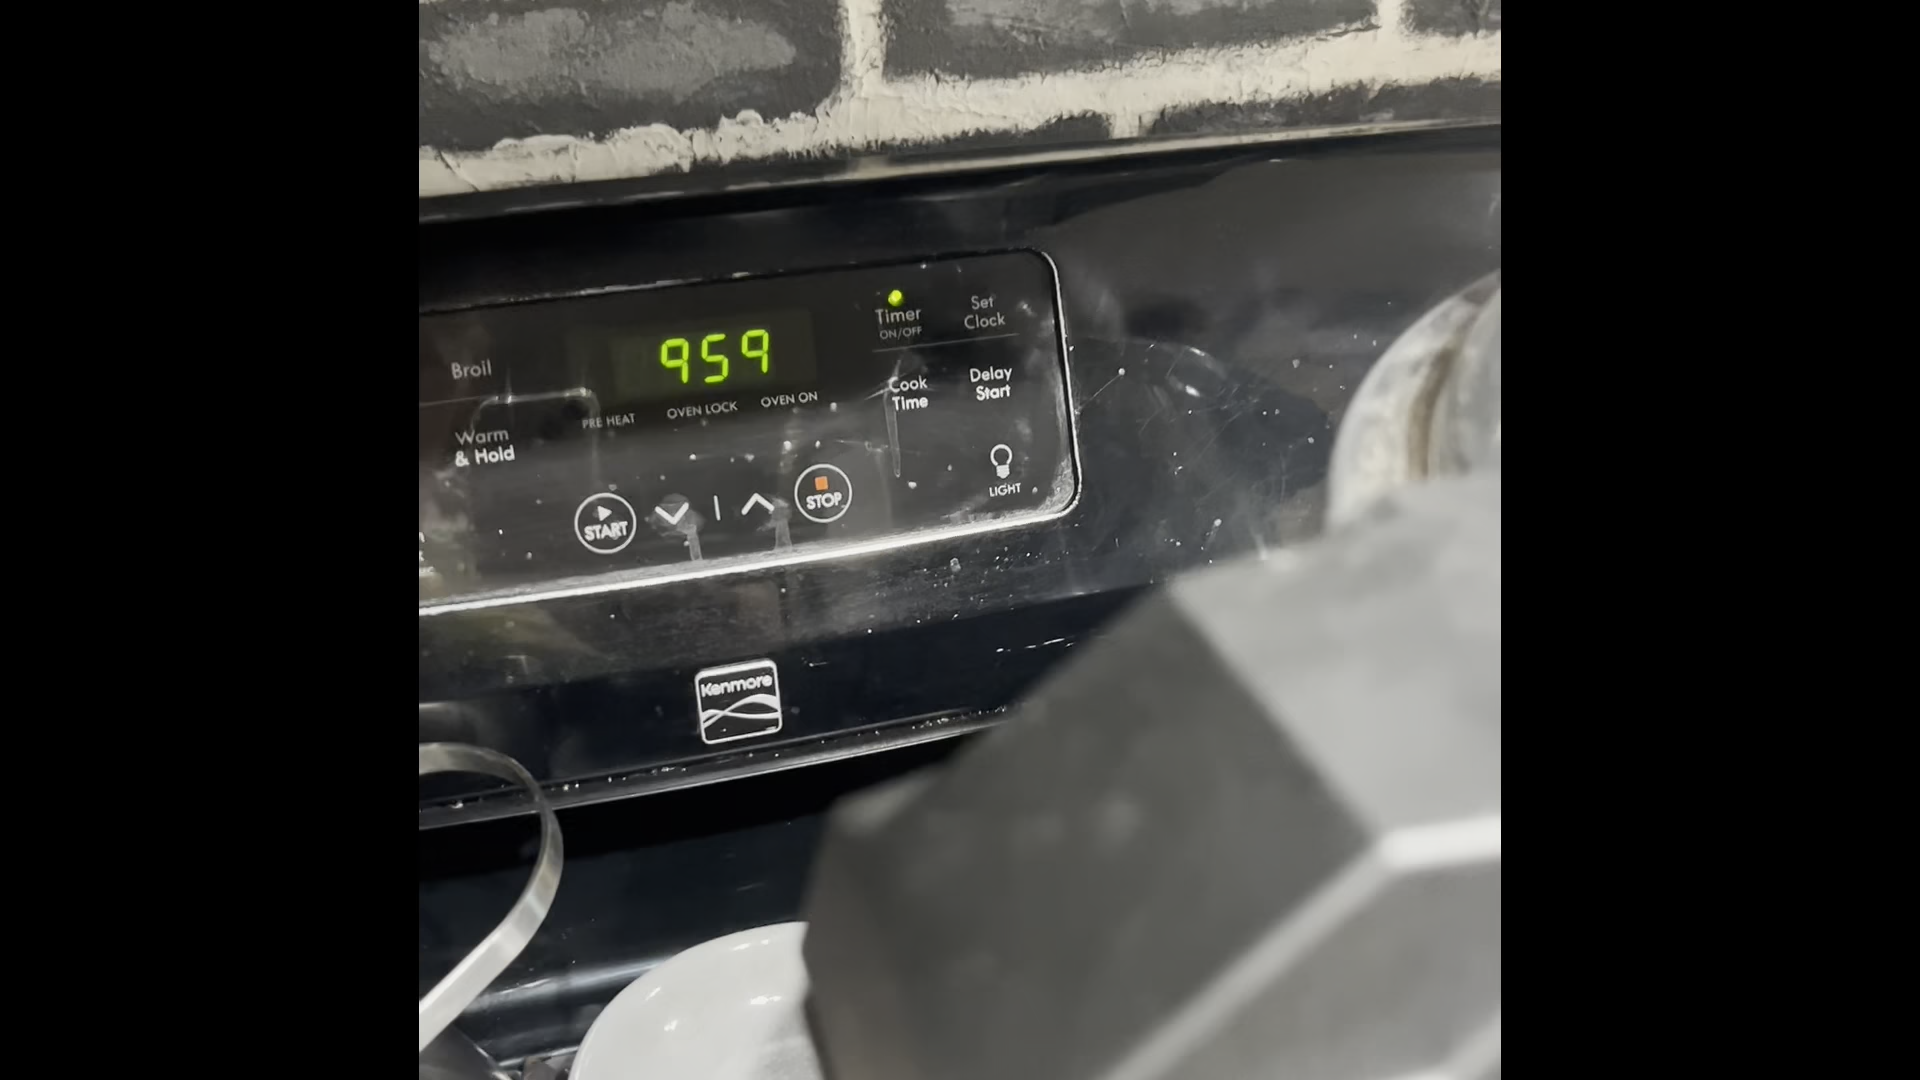 Broil
Warm
& Hold
959
PRE HEAT
OVEN LOCK
OVEN ON
START
STOP
Timer
ON/OFF
Set
Clock
Cook
Time
Delay
Start
LIGHT
Kenmore